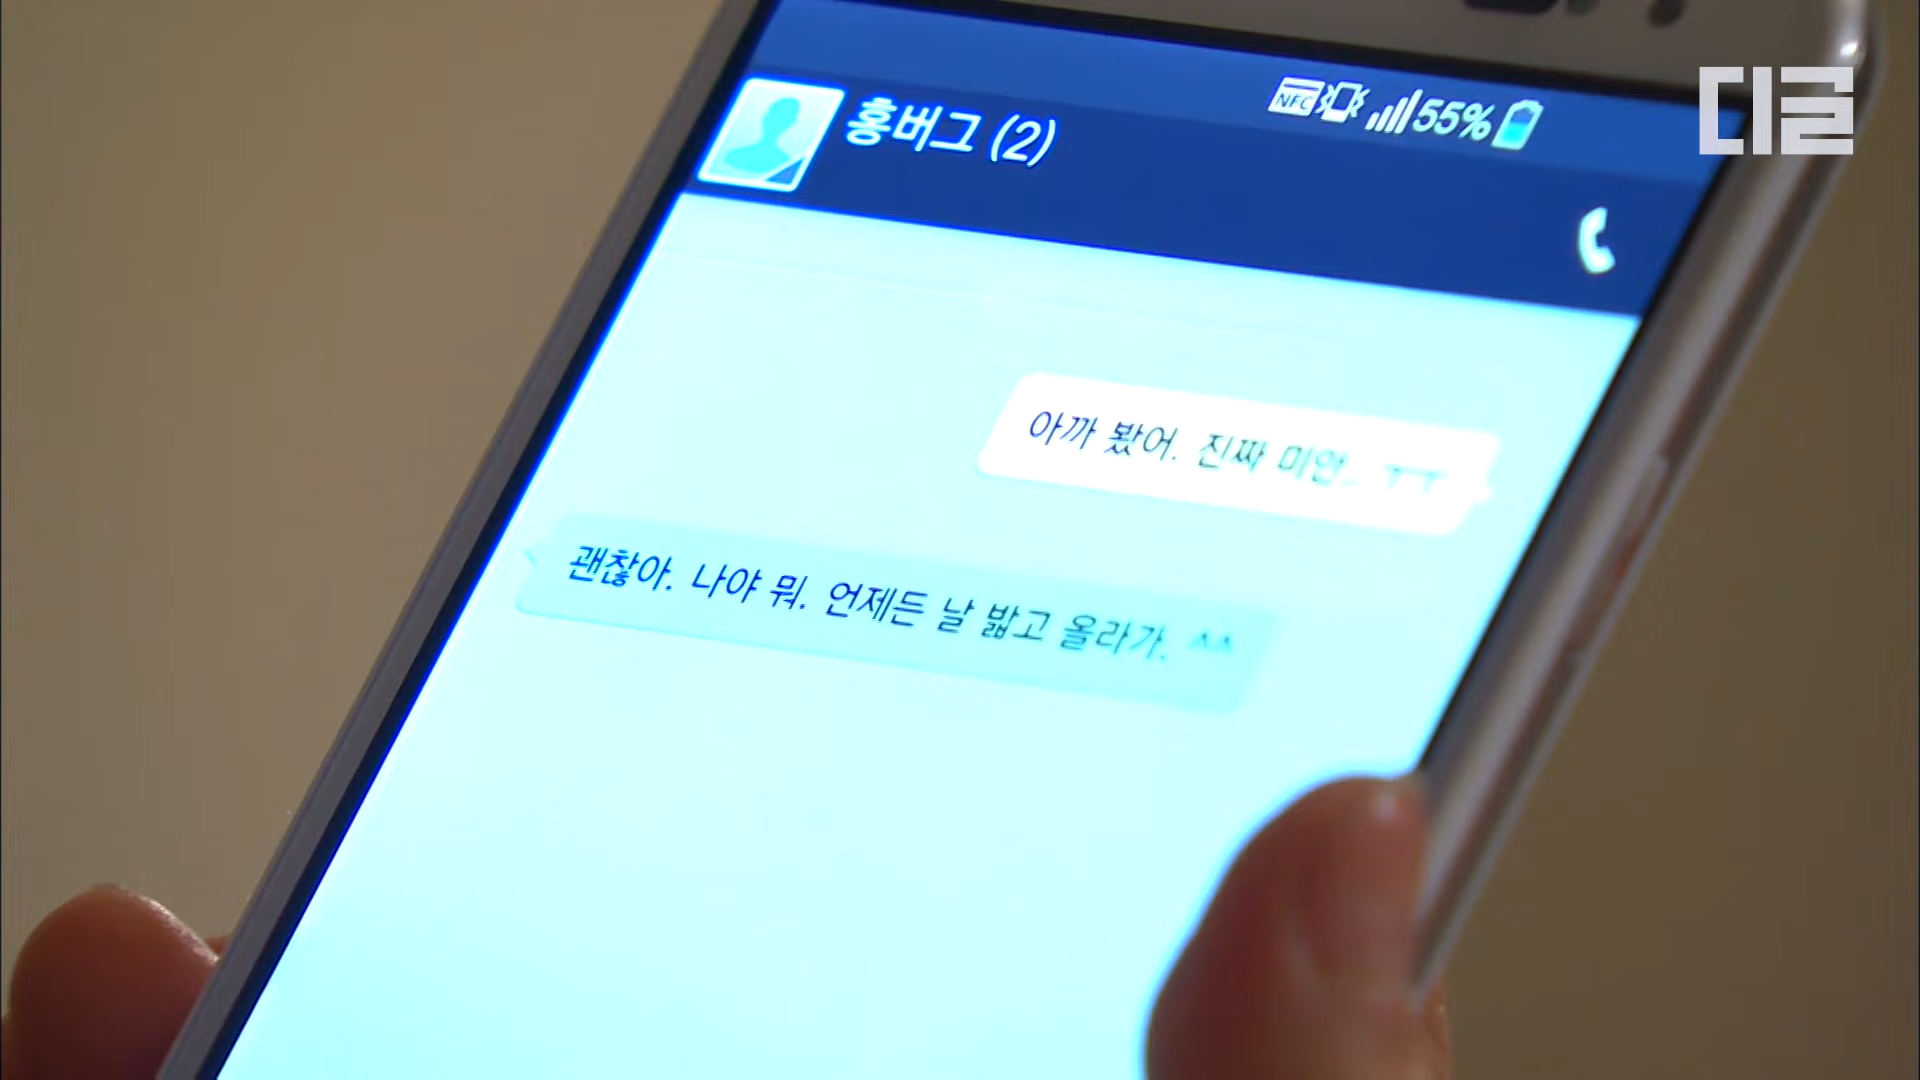 디글
NFC 55%
홍버그 (2)
아까 봤어. 진짜 미안.. ㅜㅜ
괜찮아. 나야 뭐. 언제든 날 밟고 올라가. ^^